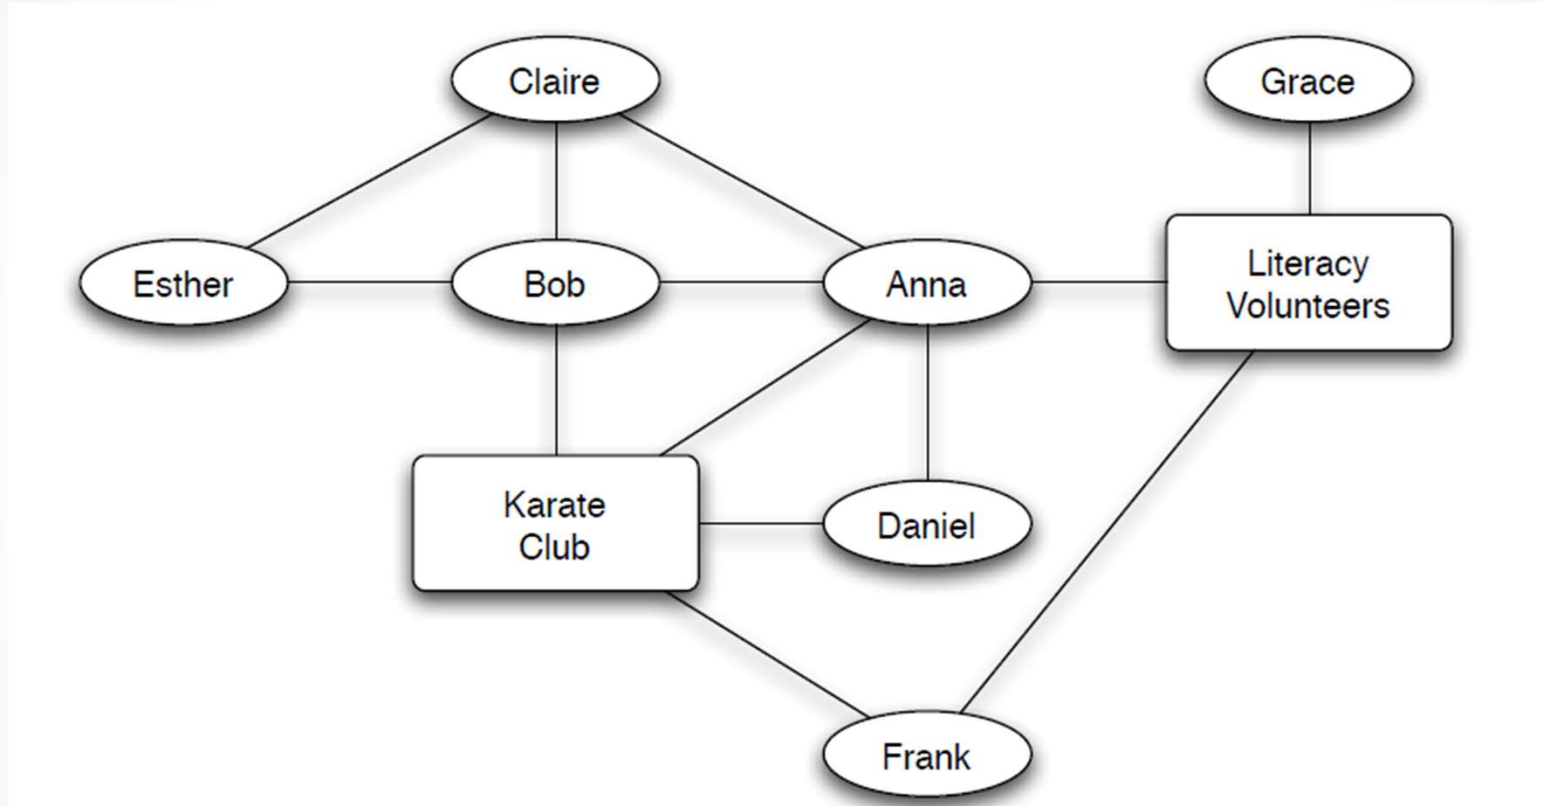 Claire
Grace
Esther
Bob
Anna
Literacy
Volunteers
Karate
Club
Daniel
Frank